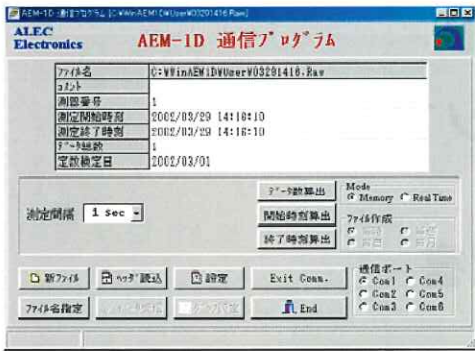 AEM-1D 通信プログラム [C:¥WinAEM1D¥User¥03291416.Raw]
ALEC
Electronics
AEM-1D 通信プログラム
ファイル名 C:¥WinAEM1D¥User¥03291416.Raw
コメント
測器番号 1
測定開始時刻 2002/03/29 14:16:10
測定終了時刻 2002/03/29 14:16:10
データ総数 1
定数検定日 2002/03/01
測定間隔 1 sec
データ数算出
開始時刻算出
終了時刻算出
Mode
Memory Real Time
ファイル作成
新ファイル ヘッダ読込 設定 Exit Comm.
ファイル名指定 End
通信ポート
Com1 Com4
Com2 Com5
Com3 Com6